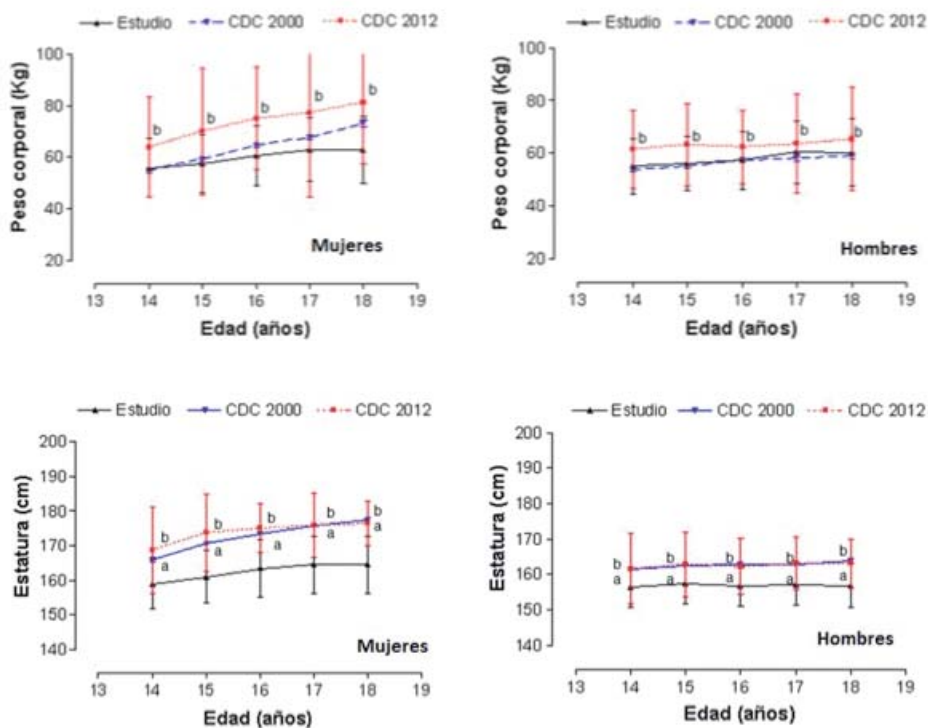 Estudio CDC 2000 CDC 2012
Peso corporal (Kg)
100
80
60
40
20
b b b b b
Mujeres
13 14 15 16 17 18 19
Edad (años)
Estudio CDC 2000 CDC 2012
Peso corporal (Kg)
100
80
60
40
20
b b b b b
Hombres
13 14 15 16 17 18 19
Edad (años)
Estudio CDC 2000 CDC 2012
Estatura (cm)
200
190
180
170
160
150
140
b b b b b
a a a a a
Mujeres
13 14 15 16 17 18 19
Edad (años)
Estudio CDC 2000 CDC 2012
Estatura (cm)
200
190
180
170
160
150
140
b b b b b
a a a a a
Hombres
13 14 15 16 17 18 19
Edad (años)